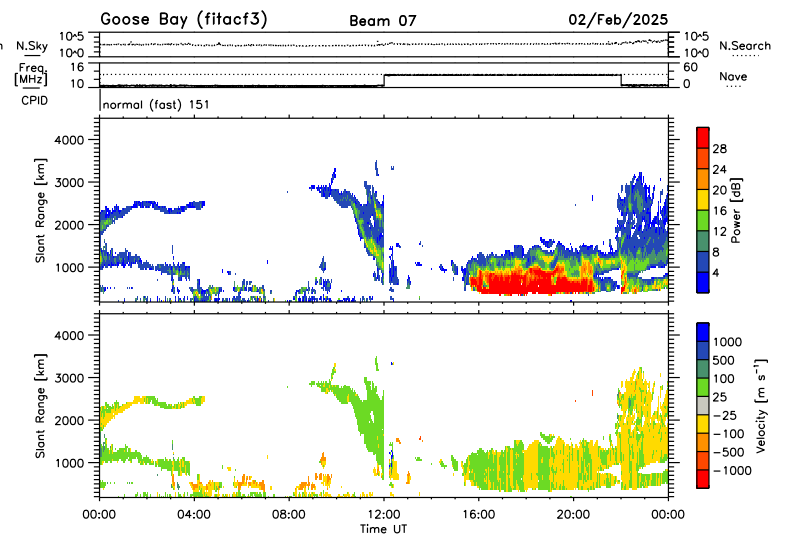 Goose Bay (fitacf3) Beam 07 02/Feb/2025
N.Sky 10^5 10^0 10^5 10^0 N.Search
Freq. [MHz] 16 10 60 0 Nave
CPID normal (fast) 151
Slant Range [km]
4000
3000
2000
1000
Power [dB]
28
24
20
16
12
8
4
Slant Range [km]
4000
3000
2000
1000
Velocity [m s⁻¹]
1000
500
100
25
−25
−100
−500
−1000
00:00 04:00 08:00 12:00 16:00 20:00 00:00
Time UT